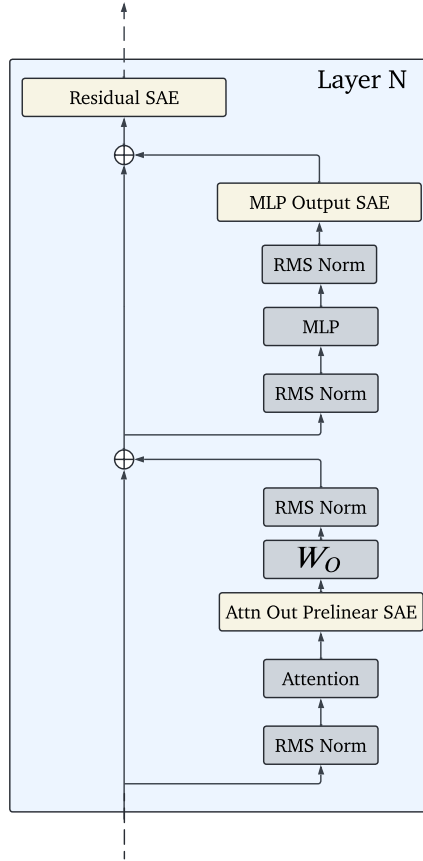 Layer N
Residual SAE
MLP Output SAE
RMS Norm
MLP
RMS Norm
RMS Norm
W_O
Attn Out Prelinear SAE
Attention
RMS Norm